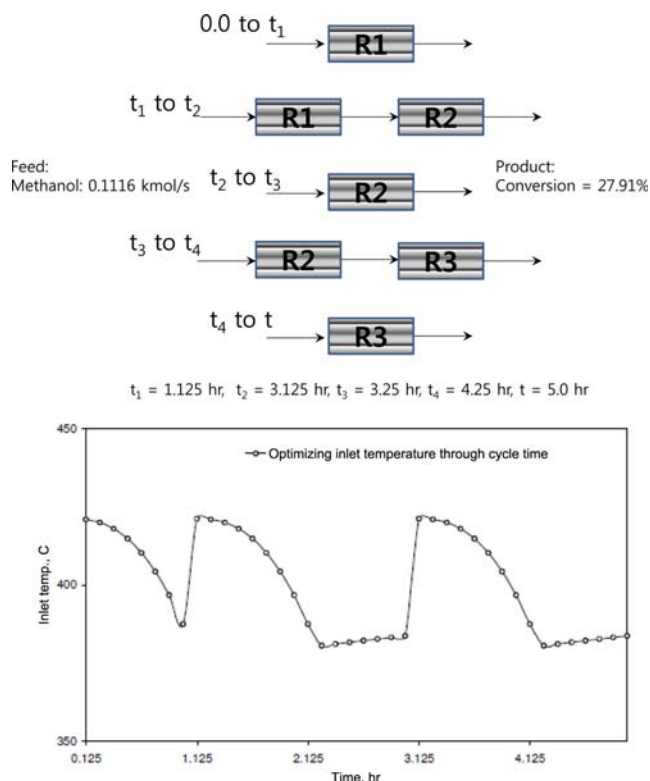 0.0 to t1
R1
t1 to t2
R1
R2
Feed:
Methanol: 0.1116 kmol/s
t2 to t3
R2
Product:
Conversion = 27.91%
t3 to t4
R2
R3
t4 to t
R3
t1 = 1.125 hr, t2 = 3.125 hr, t3 = 3.25 hr, t4 = 4.25 hr, t = 5.0 hr
450
Optimizing inlet temperature through cycle time
400
Inlet temp., C
350
0.125
1.125
2.125
3.125
4.125
Time, hr